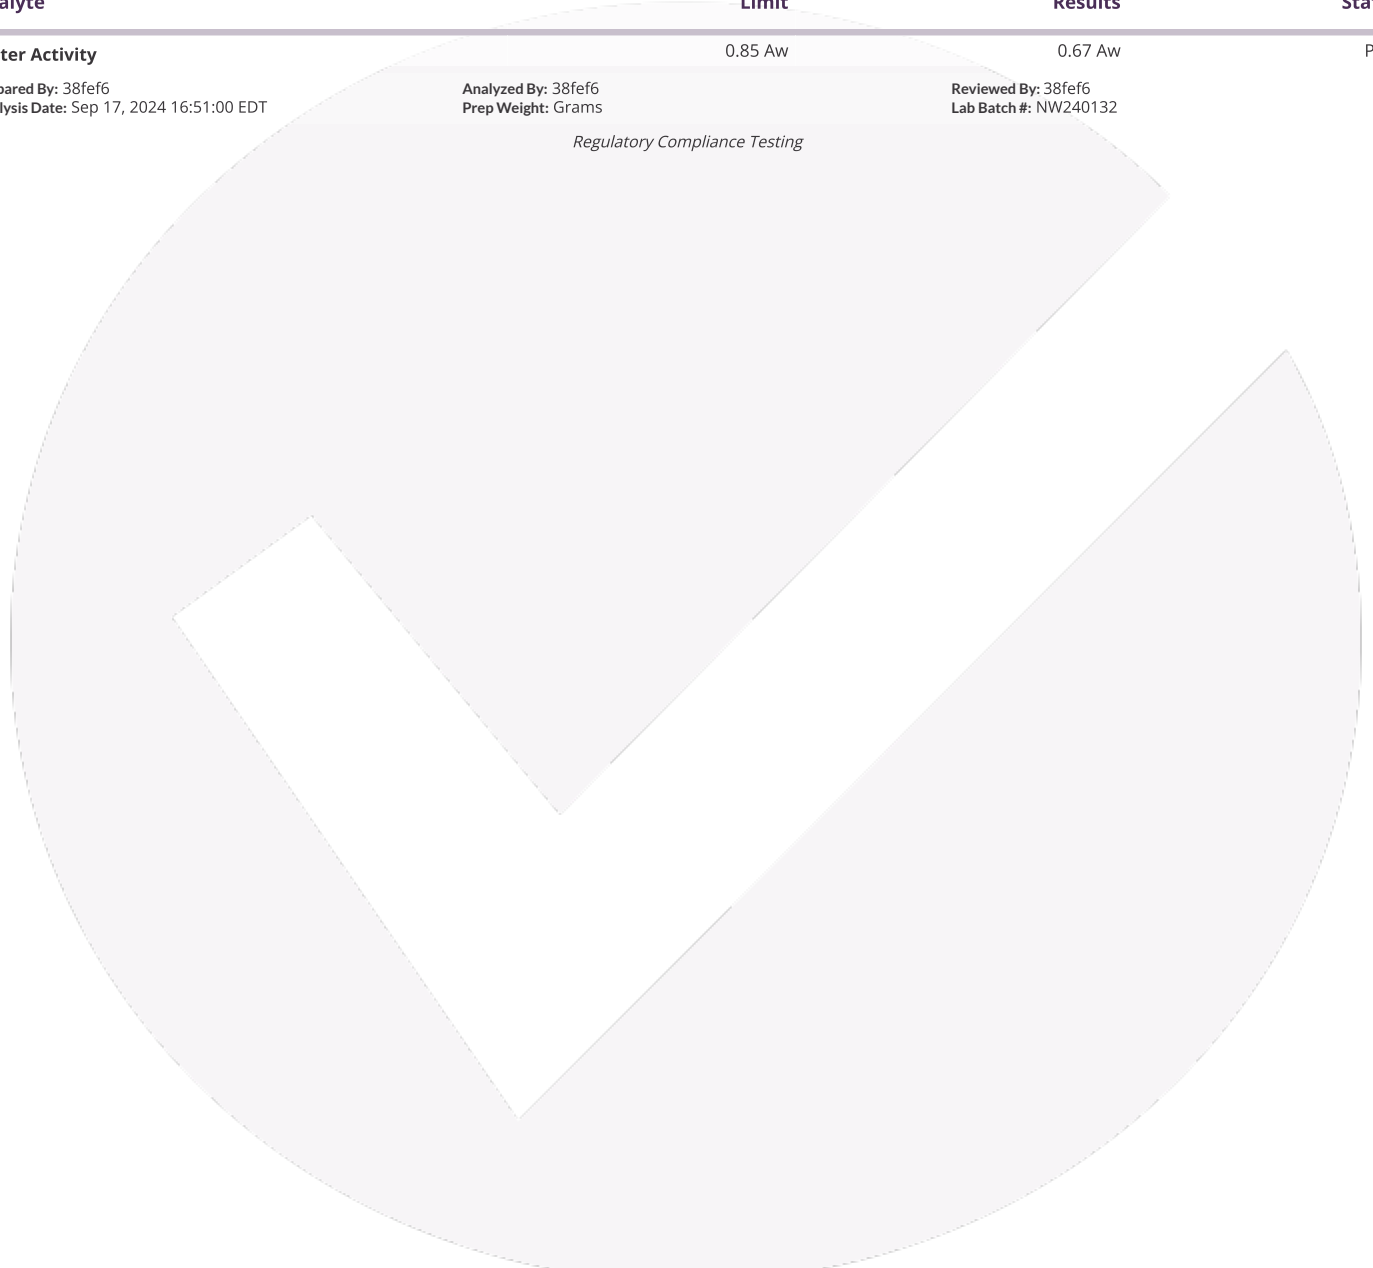 alyte Limit Results Sta
ter Activity 0.85 Aw 0.67 Aw P
pared By: 38fef6 Analyzed By: 38fef6 Reviewed By: 38fef6
lysis Date: Sep 17, 2024 16:51:00 EDT Prep Weight: Grams Lab Batch #: NW240132
Regulatory Compliance Testing